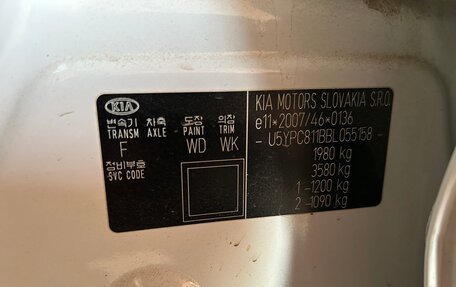 KIA
변속기 차축 도장 의장
TRANSM AXLE PAINT TRIM
F WD WK
정비부호
SVC CODE
KIA MOTORS SLOVAKIA S.R.O.
e11*2007/46*0136
- U5YPC811BBL055158 -
1980 kg
3580 kg
1 -1200 kg
2 -1090 kg